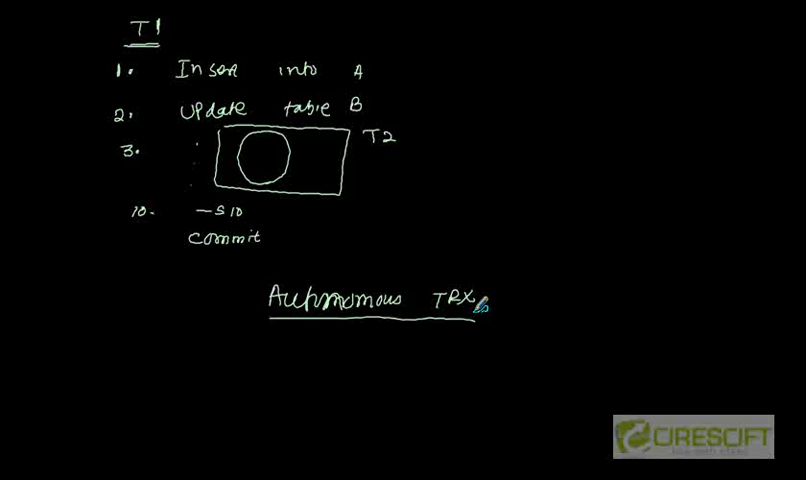 T1
1. Insert into A
2. Update table B
T2
3.
10. —S10
Commit
Autonomous TRX
CIRESCIFT